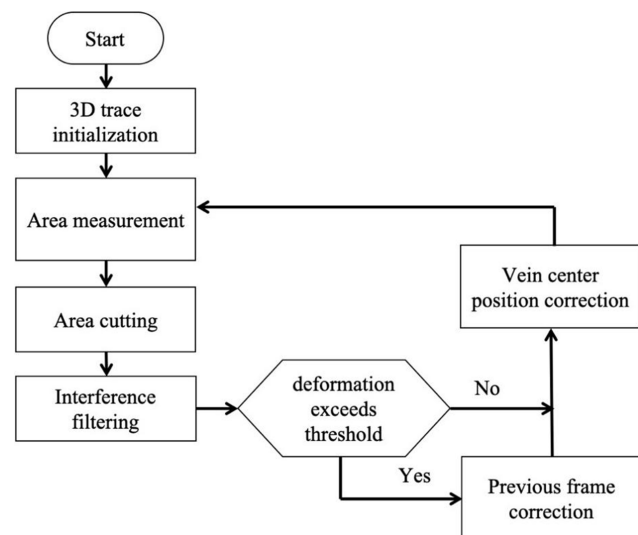 Start
3D trace
initialization
Area measurement
Area cutting
Interference
filtering
deformation
exceeds
threshold
No
Yes
Previous frame
correction
Vein center
position correction